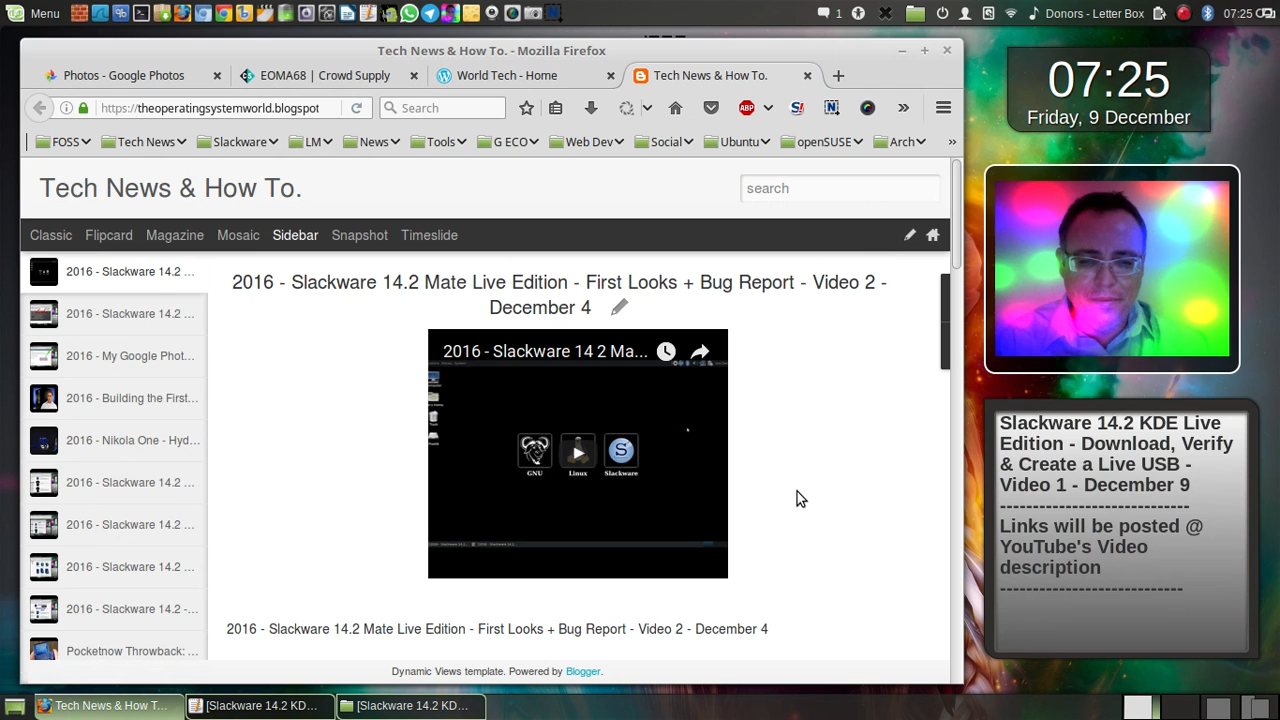 Menu
1
Donors - Letter Box
07:25
Tech News & How To. - Mozilla Firefox
Photos - Google Photos
EOMA68 | Crowd Supply
World Tech - Home
Tech News & How To.
https://theoperatingsystemworld.blogspot
Search
ABP
FOSS
Tech News
Slackware
LM
News
Tools
G ECO
Web Dev
Social
Ubuntu
openSUSE
Arch
Tech News & How To.
search
Classic
Flipcard
Magazine
Mosaic
Sidebar
Snapshot
Timeslide
2016 - Slackware 14.2 ...
2016 - Slackware 14.2 ...
2016 - My Google Phot...
2016 - Building the First...
2016 - Nikola One - Hyd...
2016 - Slackware 14.2 ...
2016 - Slackware 14.2 ...
2016 - Slackware 14.2 ...
2016 - Slackware 14.2 -...
Pocketnow Throwback: ...
2016 - Slackware 14.2 Mate Live Edition - First Looks + Bug Report - Video 2 -
December 4
2016 - Slackware 14 2 Ma...
GNU
Linux
Slackware
2016 - Slackware 14.2 Mate Live Edition - First Looks + Bug Report - Video 2 - December 4
Dynamic Views template. Powered by Blogger.
07:25
Friday, 9 December
Slackware 14.2 KDE Live
Edition - Download, Verify
& Create a Live USB -
Video 1 - December 9
----------------------------
Links will be posted @
YouTube's Video
description
---------------------------
Tech News & How T...
[Slackware 14.2 KD...
[Slackware 14.2 KD...